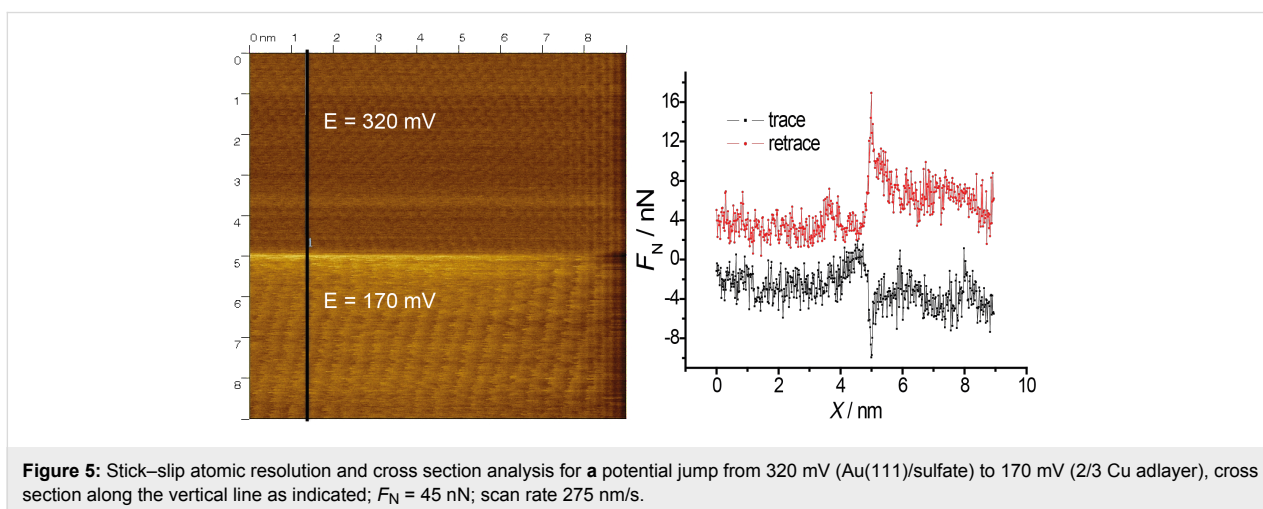 0 nm 1 2 3 4 5 6 7 8
0
1
2
3
4
5
6
7
8
E = 320 mV
E = 170 mV
16
12
8
4
0
-4
-8
F_N / nN
trace
retrace
0 2 4 6 8 10
X / nm
Figure 5: Stick–slip atomic resolution and cross section analysis for a potential jump from 320 mV (Au(111)/sulfate) to 170 mV (2/3 Cu adlayer), cross
section along the vertical line as indicated; F_N = 45 nN; scan rate 275 nm/s.